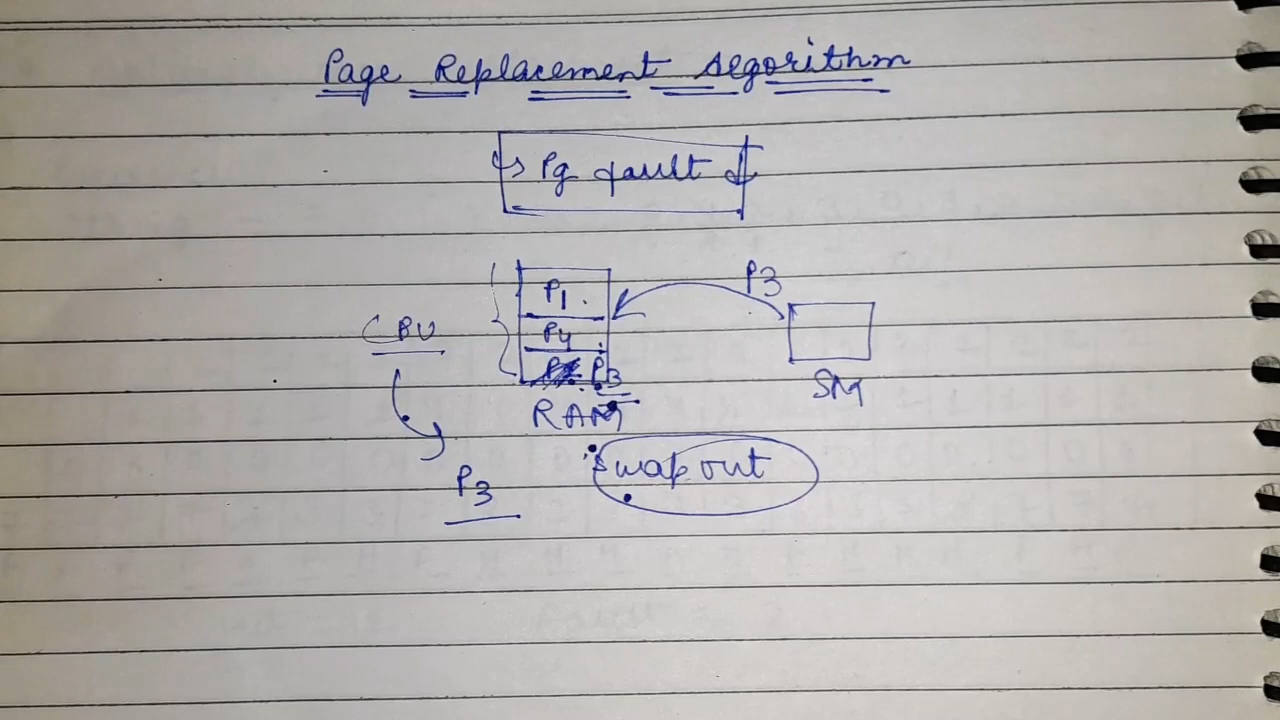 Page Replacement Algorithm
↳ Pg fault ↓
P1
P4
P3
RAM
CPU
P3
P3
SM
Swap out